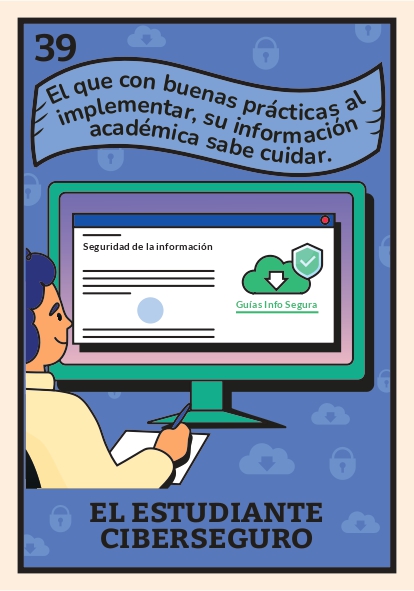 39
El que con buenas prácticas al
implementar, su información
académica sabe cuidar.
Seguridad de la información
Guías Info Segura
EL ESTUDIANTE
CIBERSEGURO